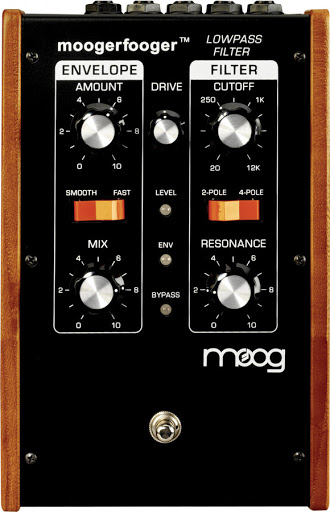 moogerfooger™
LOWPASS
FILTER
ENVELOPE
FILTER
AMOUNT
DRIVE
CUTOFF
4 6
250 1K
2 8
0 10
20 12K
SMOOTH FAST
LEVEL
2-POLE 4-POLE
ENV
MIX
RESONANCE
4 6
4 6
2 8
2 8
BYPASS
0 10
0 10
moog